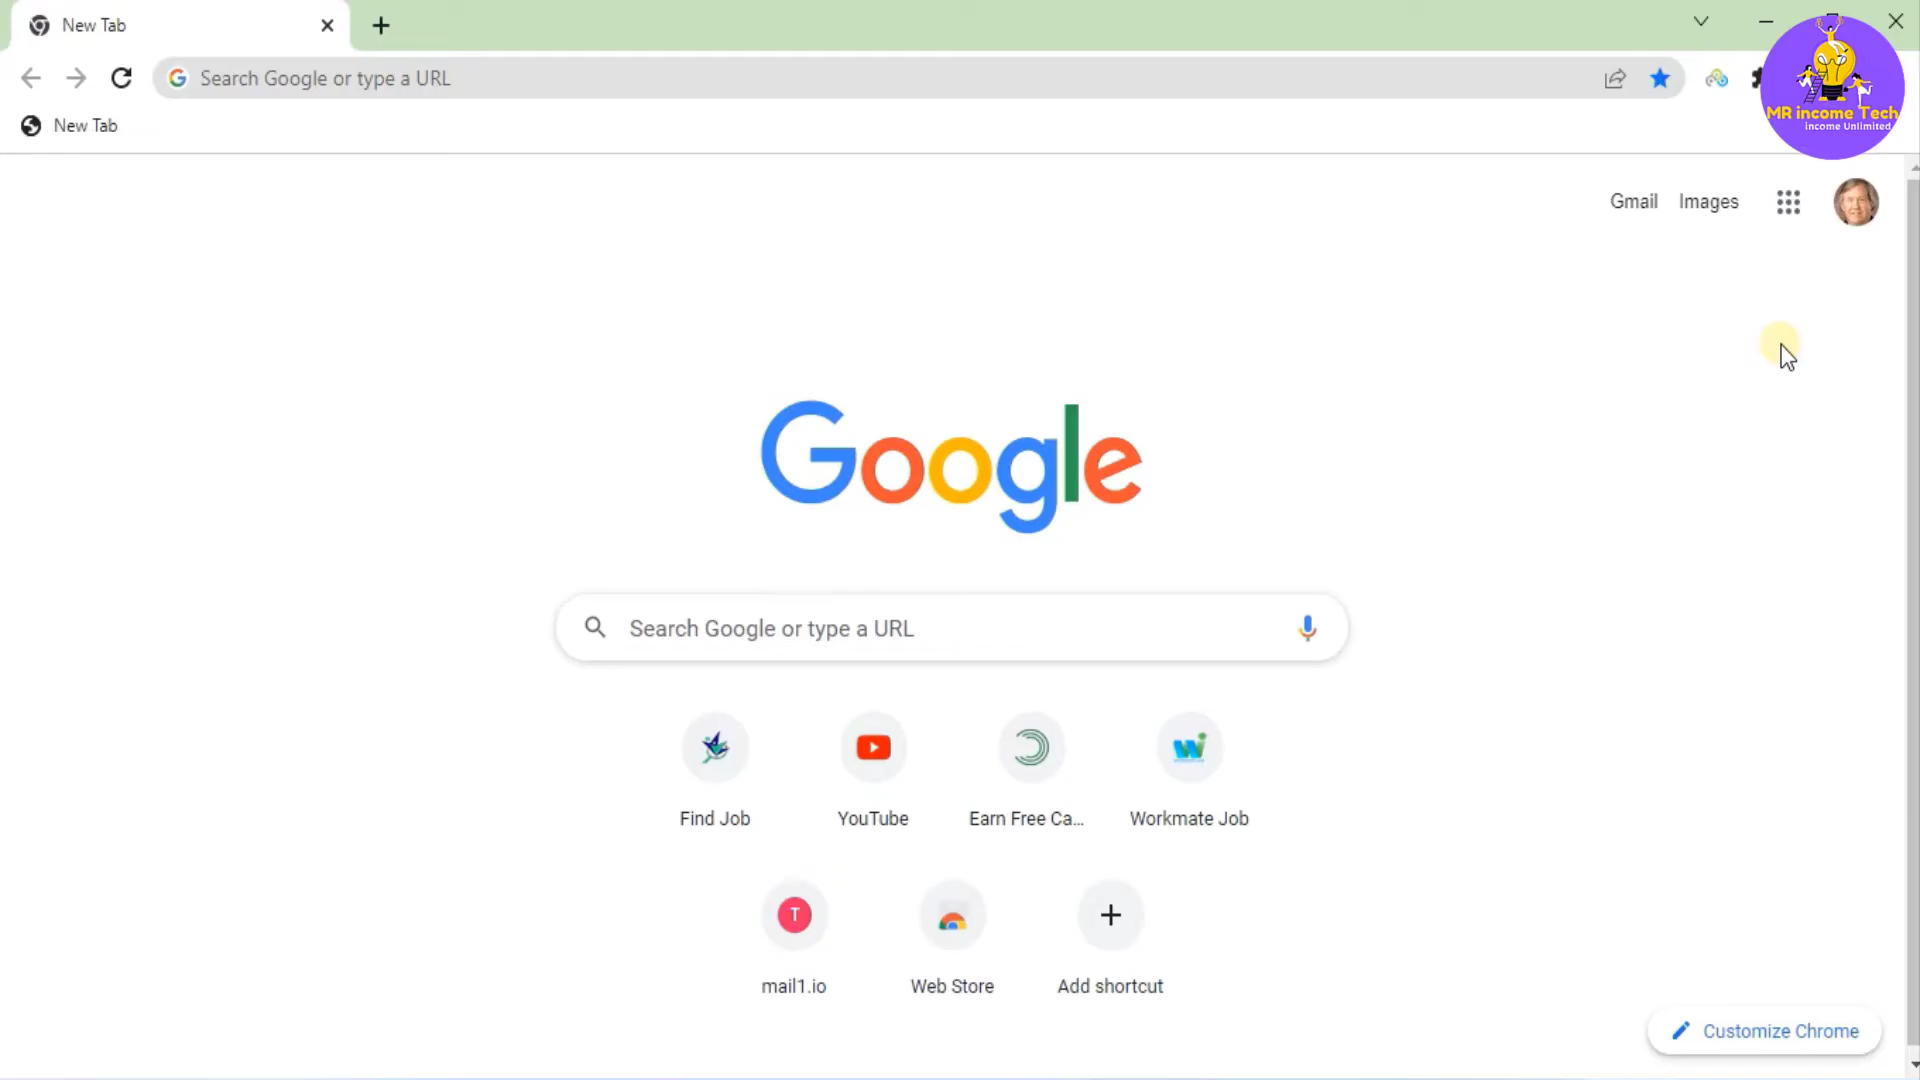 New Tab
Search Google or type a URL
New Tab
MR income Tech
income Unlimited
Gmail Images
Google
Search Google or type a URL
Find Job
YouTube
Earn Free Ca...
Workmate Job
T
mail1.io
Web Store
Add shortcut
Customize Chrome